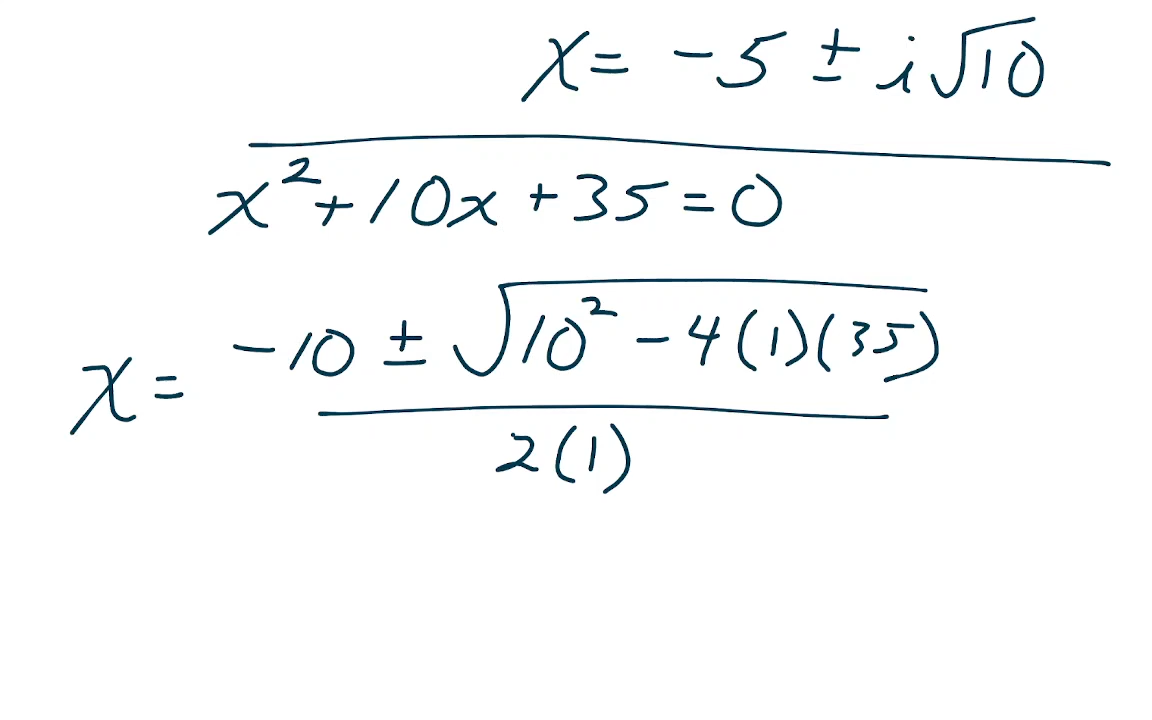 x = -5 ± i√10
x² + 10x + 35 = 0
x = (-10 ± √(10² - 4(1)(35))) / 2(1)